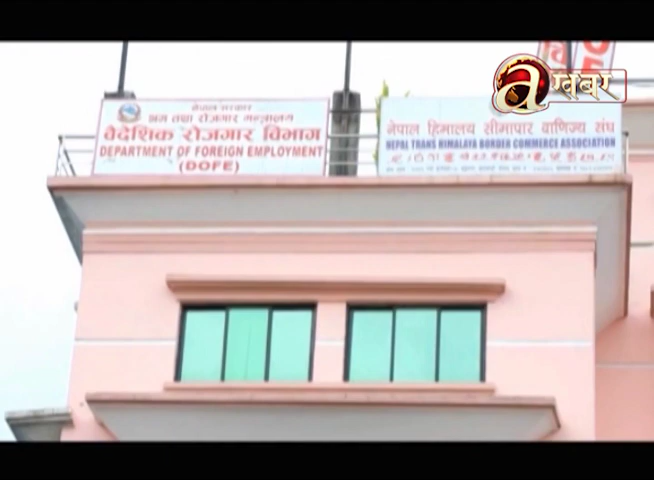 a खबर
नेपाल सरकार
श्रम तथा रोजगार मन्त्रालय
वैदेशिक रोजगार विभाग
DEPARTMENT OF FOREIGN EMPLOYMENT
(DOFE)
नेपाल हिमालय सीमापार वाणिज्य संघ
NEPAL TRANS HIMALAYA BORDER COMMERCE ASSOCIATION